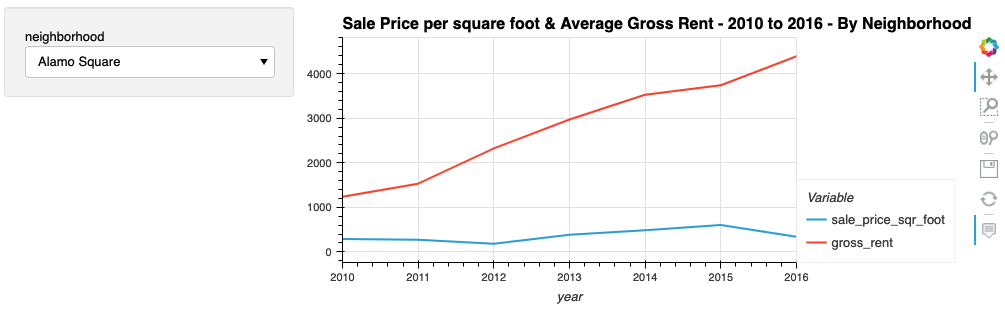 neighborhood
Alamo Square
Sale Price per square foot & Average Gross Rent - 2010 to 2016 - By Neighborhood
4000
3000
2000
1000
0
2010 2011 2012 2013 2014 2015 2016
year
Variable
sale_price_sqr_foot
gross_rent